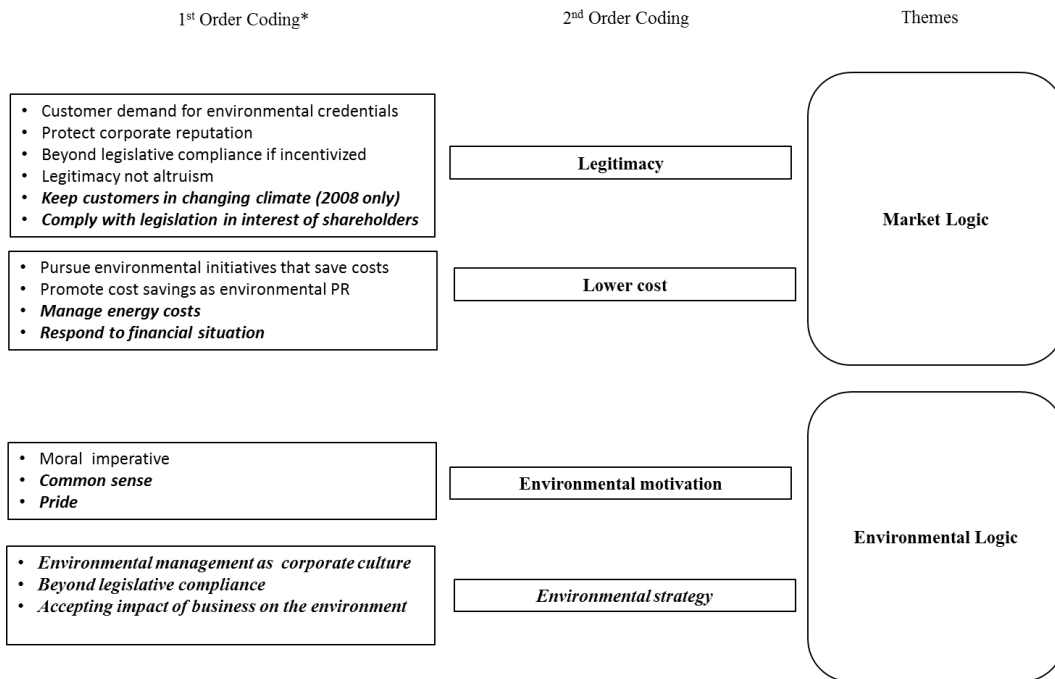 1st Order Coding*
2nd Order Coding
Themes
• Customer demand for environmental credentials
• Protect corporate reputation
• Beyond legislative compliance if incentivized
• Legitimacy not altruism
• Keep customers in changing climate (2008 only)
• Comply with legislation in interest of shareholders
Legitimacy
Market Logic
• Pursue environmental initiatives that save costs
• Promote cost savings as environmental PR
• Manage energy costs
• Respond to financial situation
Lower cost
• Moral imperative
• Common sense
• Pride
Environmental motivation
Environmental Logic
• Environmental management as corporate culture
• Beyond legislative compliance
• Accepting impact of business on the environment
Environmental strategy